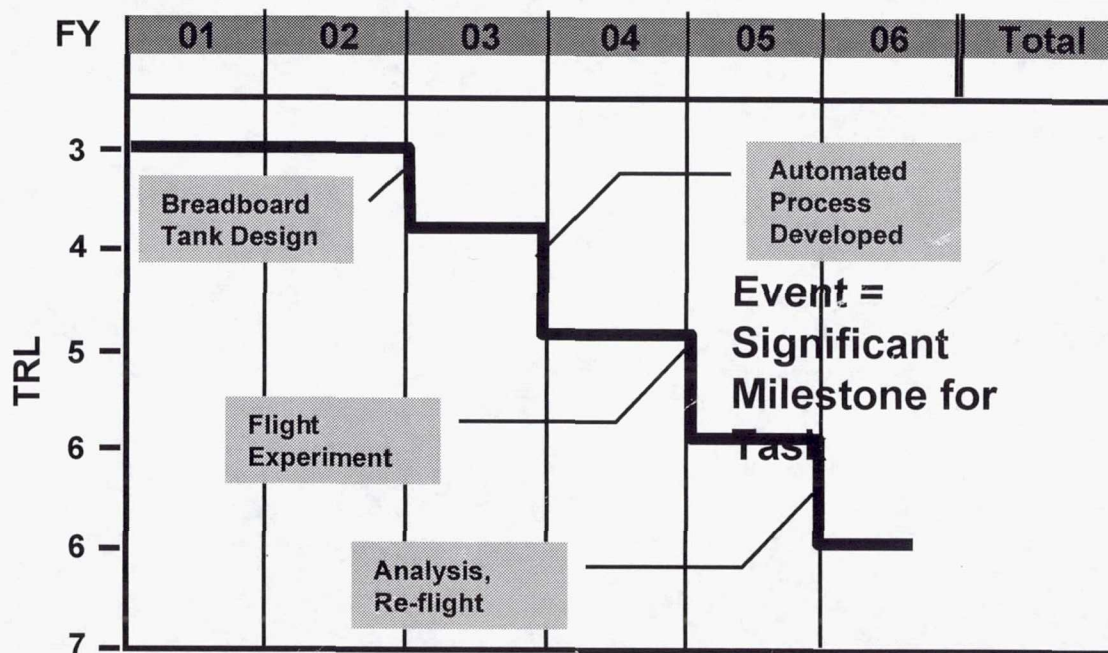 FY 01 02 03 04 05 06 Total
TRL
3
4
5
6
6
7
Breadboard
Tank Design
Automated
Process
Developed
Event =
Significant
Milestone for
Task
Flight
Experiment
Analysis,
Re-flight